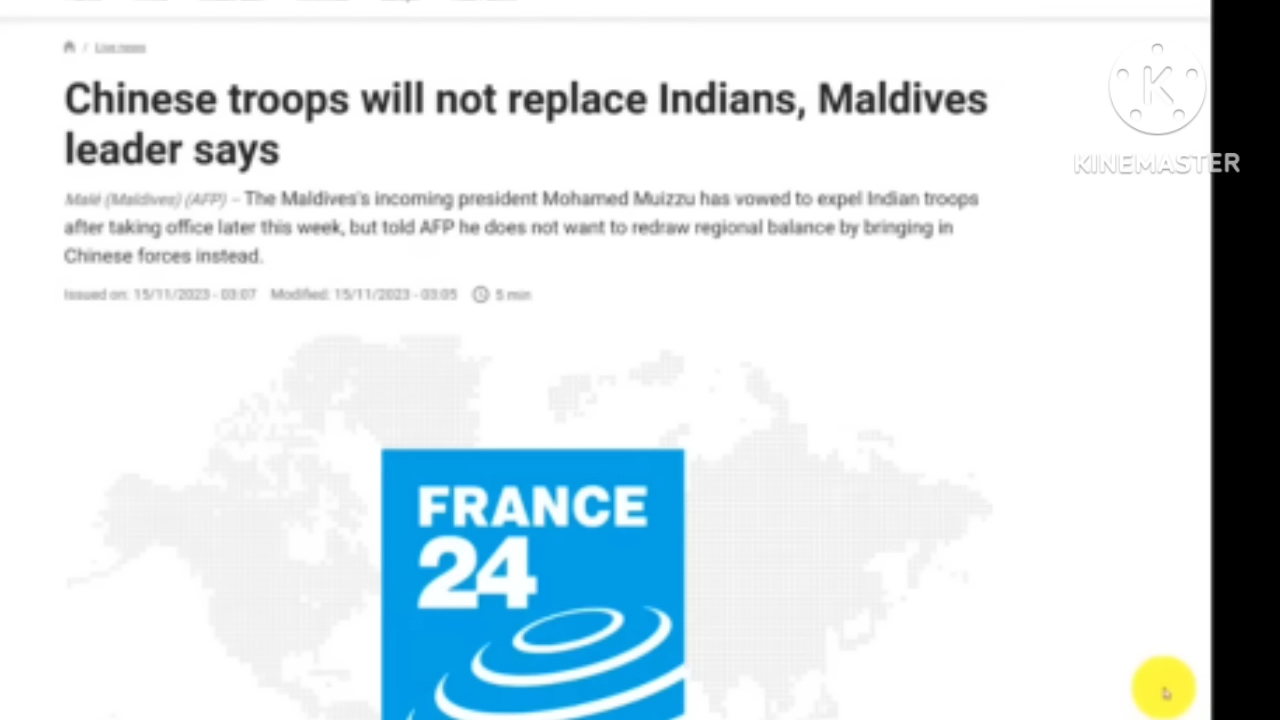 / Live news
Chinese troops will not replace Indians, Maldives
leader says
Malé (Maldives) (AFP) – The Maldives's incoming president Mohamed Muizzu has vowed to expel Indian troops
after taking office later this week, but told AFP he does not want to redraw regional balance by bringing in
Chinese forces instead.
Issued on: 15/11/2023 - 03:07 Modified: 15/11/2023 - 03:05 5 min
FRANCE
24
K
KINEMASTER